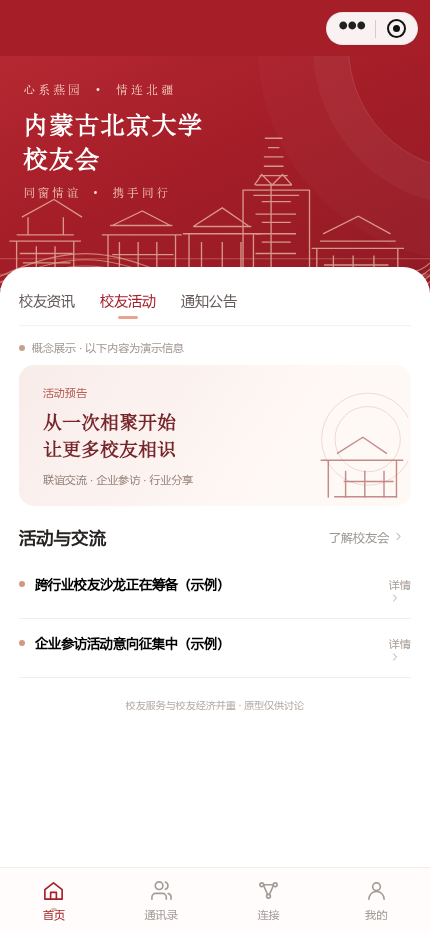 心系燕园 • 情连北疆
内蒙古北京大学
校友会
同窗情谊 • 携手同行
校友资讯 校友活动 通知公告
概念展示 · 以下内容为演示信息
活动预告
从一次相聚开始
让更多校友相识
联谊交流 · 企业参访 · 行业分享
活动与交流 了解校友会
跨行业校友沙龙正在筹备（示例） 详情
企业参访活动意向征集中（示例） 详情
校友服务与校友经济并重 · 原型仅供讨论
首页 通讯录 连接 我的